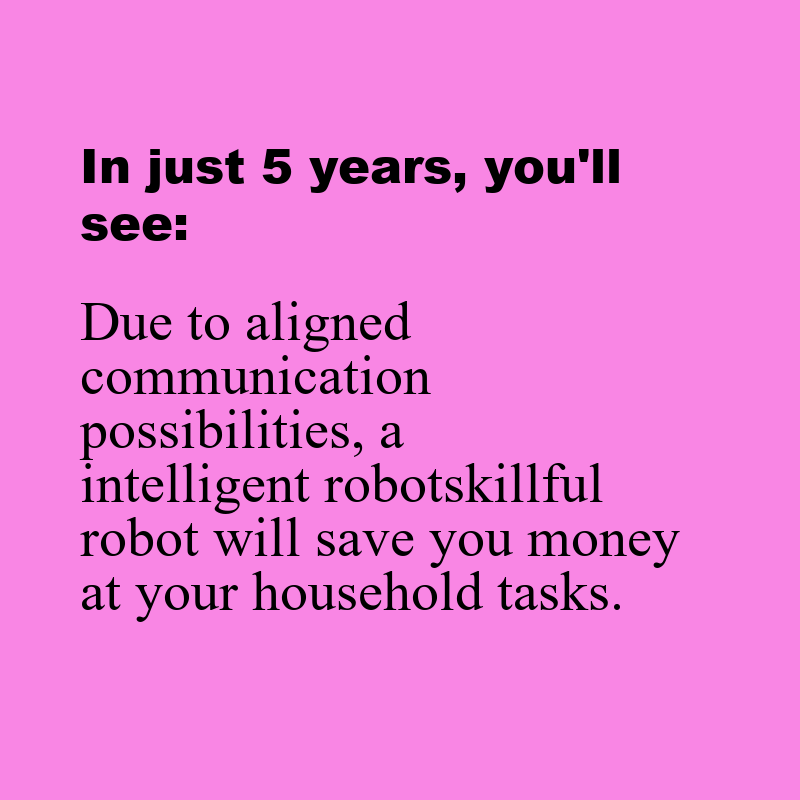 In just 5 years, you'll
see:
Due to aligned
communication
possibilities, a
intelligent robotskillful
robot will save you money
at your household tasks.